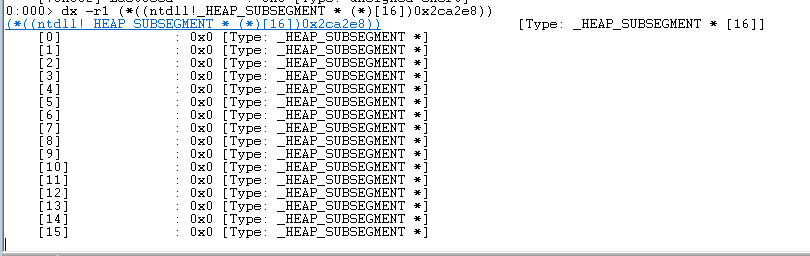 0:000> dx -r1 (*((ntdll!_HEAP_SUBSEGMENT * (*)[16])0x2ca2e8))
(*((ntdll!_HEAP_SUBSEGMENT * (*)[16])0x2ca2e8)) [Type: _HEAP_SUBSEGMENT * [16]]
[0] : 0x0 [Type: _HEAP_SUBSEGMENT *]
[1] : 0x0 [Type: _HEAP_SUBSEGMENT *]
[2] : 0x0 [Type: _HEAP_SUBSEGMENT *]
[3] : 0x0 [Type: _HEAP_SUBSEGMENT *]
[4] : 0x0 [Type: _HEAP_SUBSEGMENT *]
[5] : 0x0 [Type: _HEAP_SUBSEGMENT *]
[6] : 0x0 [Type: _HEAP_SUBSEGMENT *]
[7] : 0x0 [Type: _HEAP_SUBSEGMENT *]
[8] : 0x0 [Type: _HEAP_SUBSEGMENT *]
[9] : 0x0 [Type: _HEAP_SUBSEGMENT *]
[10] : 0x0 [Type: _HEAP_SUBSEGMENT *]
[11] : 0x0 [Type: _HEAP_SUBSEGMENT *]
[12] : 0x0 [Type: _HEAP_SUBSEGMENT *]
[13] : 0x0 [Type: _HEAP_SUBSEGMENT *]
[14] : 0x0 [Type: _HEAP_SUBSEGMENT *]
[15] : 0x0 [Type: _HEAP_SUBSEGMENT *]